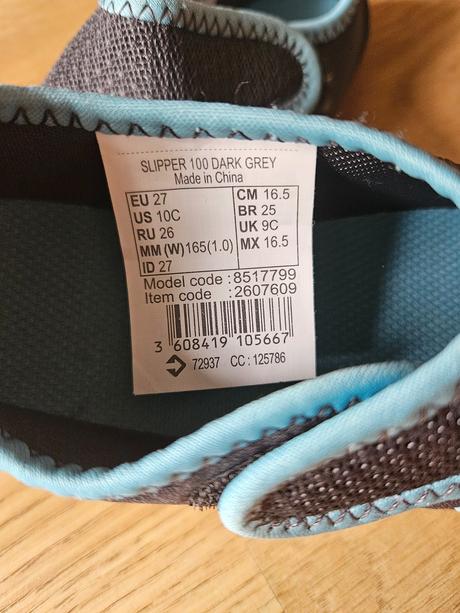 SLIPPER 100 DARK GREY
Made in China
EU 27
US 10C
RU 26
MM (W) 165(1.0)
ID 27
CM 16.5
BR 25
UK 9C
MX 16.5
Model code : 8517799
Item code : 2607609
3 608419 105667
72937 CC : 125786